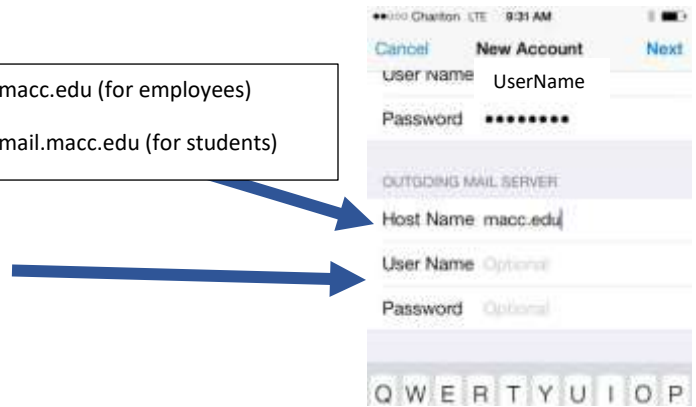 macc.edu (for employees)
mail.macc.edu (for students)
Chariton LTE 9:31 AM
Cancel New Account Next
User Name UserName
Password ●●●●●●●●
OUTGOING MAIL SERVER
Host Name macc.edu
User Name Optional
Password Optional
Q W E R T Y U I O P